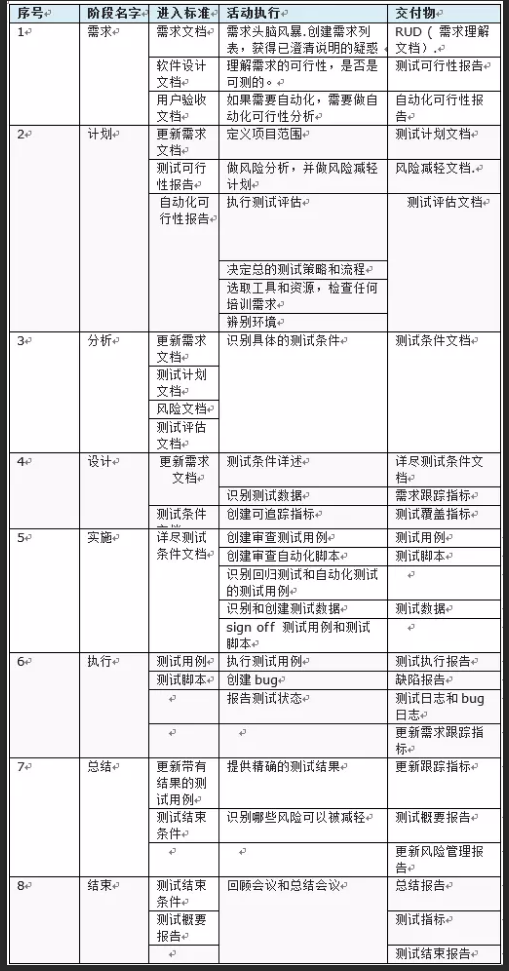 序号 阶段名字 进入标准 活动执行 交付物
1 需求 需求文档 需求头脑风暴.创建需求列 RUD ( 需求理解
表，获得已澄清说明的疑惑 文档）.
软件设计 理解需求的可行性，是否是 测试可行性报告
文档 可测的。
用户验收 如果需要自动化，需要做自 自动化可行性报
文档 动化可行性分析 告
2 计划 更新需求 定义项目范围 测试计划文档
文档
测试可行 做风险分析，并做风险减轻 风险减轻文档.
性报告 计划
自动化可 执行测试评估 测试评估文档
行性报告
决定总的测试策略和流程
选取工具和资源，检查任何
培训需求
辨别环境
3 分析 更新需求 识别具体的测试条件 测试条件文档
文档
测试计划
文档
风险文档
测试评估
文档
4 设计 更新需求 测试条件详述 详尽测试条件文
文档 档
识别测试数据 需求跟踪指标
测试条件 创建可追踪指标 测试覆盖指标
5 实施 详尽测试 创建审查测试用例 测试用例
条件文档 创建审查自动化脚本 测试脚本
识别回归测试和自动化测试
的测试用例
识别和创建测试数据 测试数据
sign off 测试用例和测试
脚本
6 执行 测试用例 执行测试用例 测试执行报告
测试脚本 创建 bug 缺陷报告
报告测试状态 测试日志和 bug
日志
更新需求跟踪指
标
7 总结 更新带有 提供精确的测试结果 更新跟踪指标
结果的测
试用例
测试结束 识别哪些风险可以被减轻 测试概要报告
条件
更新风险管理报
告
8 结束 测试结束 回顾会议和总结会议 总结报告
条件
测试概要 测试指标
报告
测试结束报告